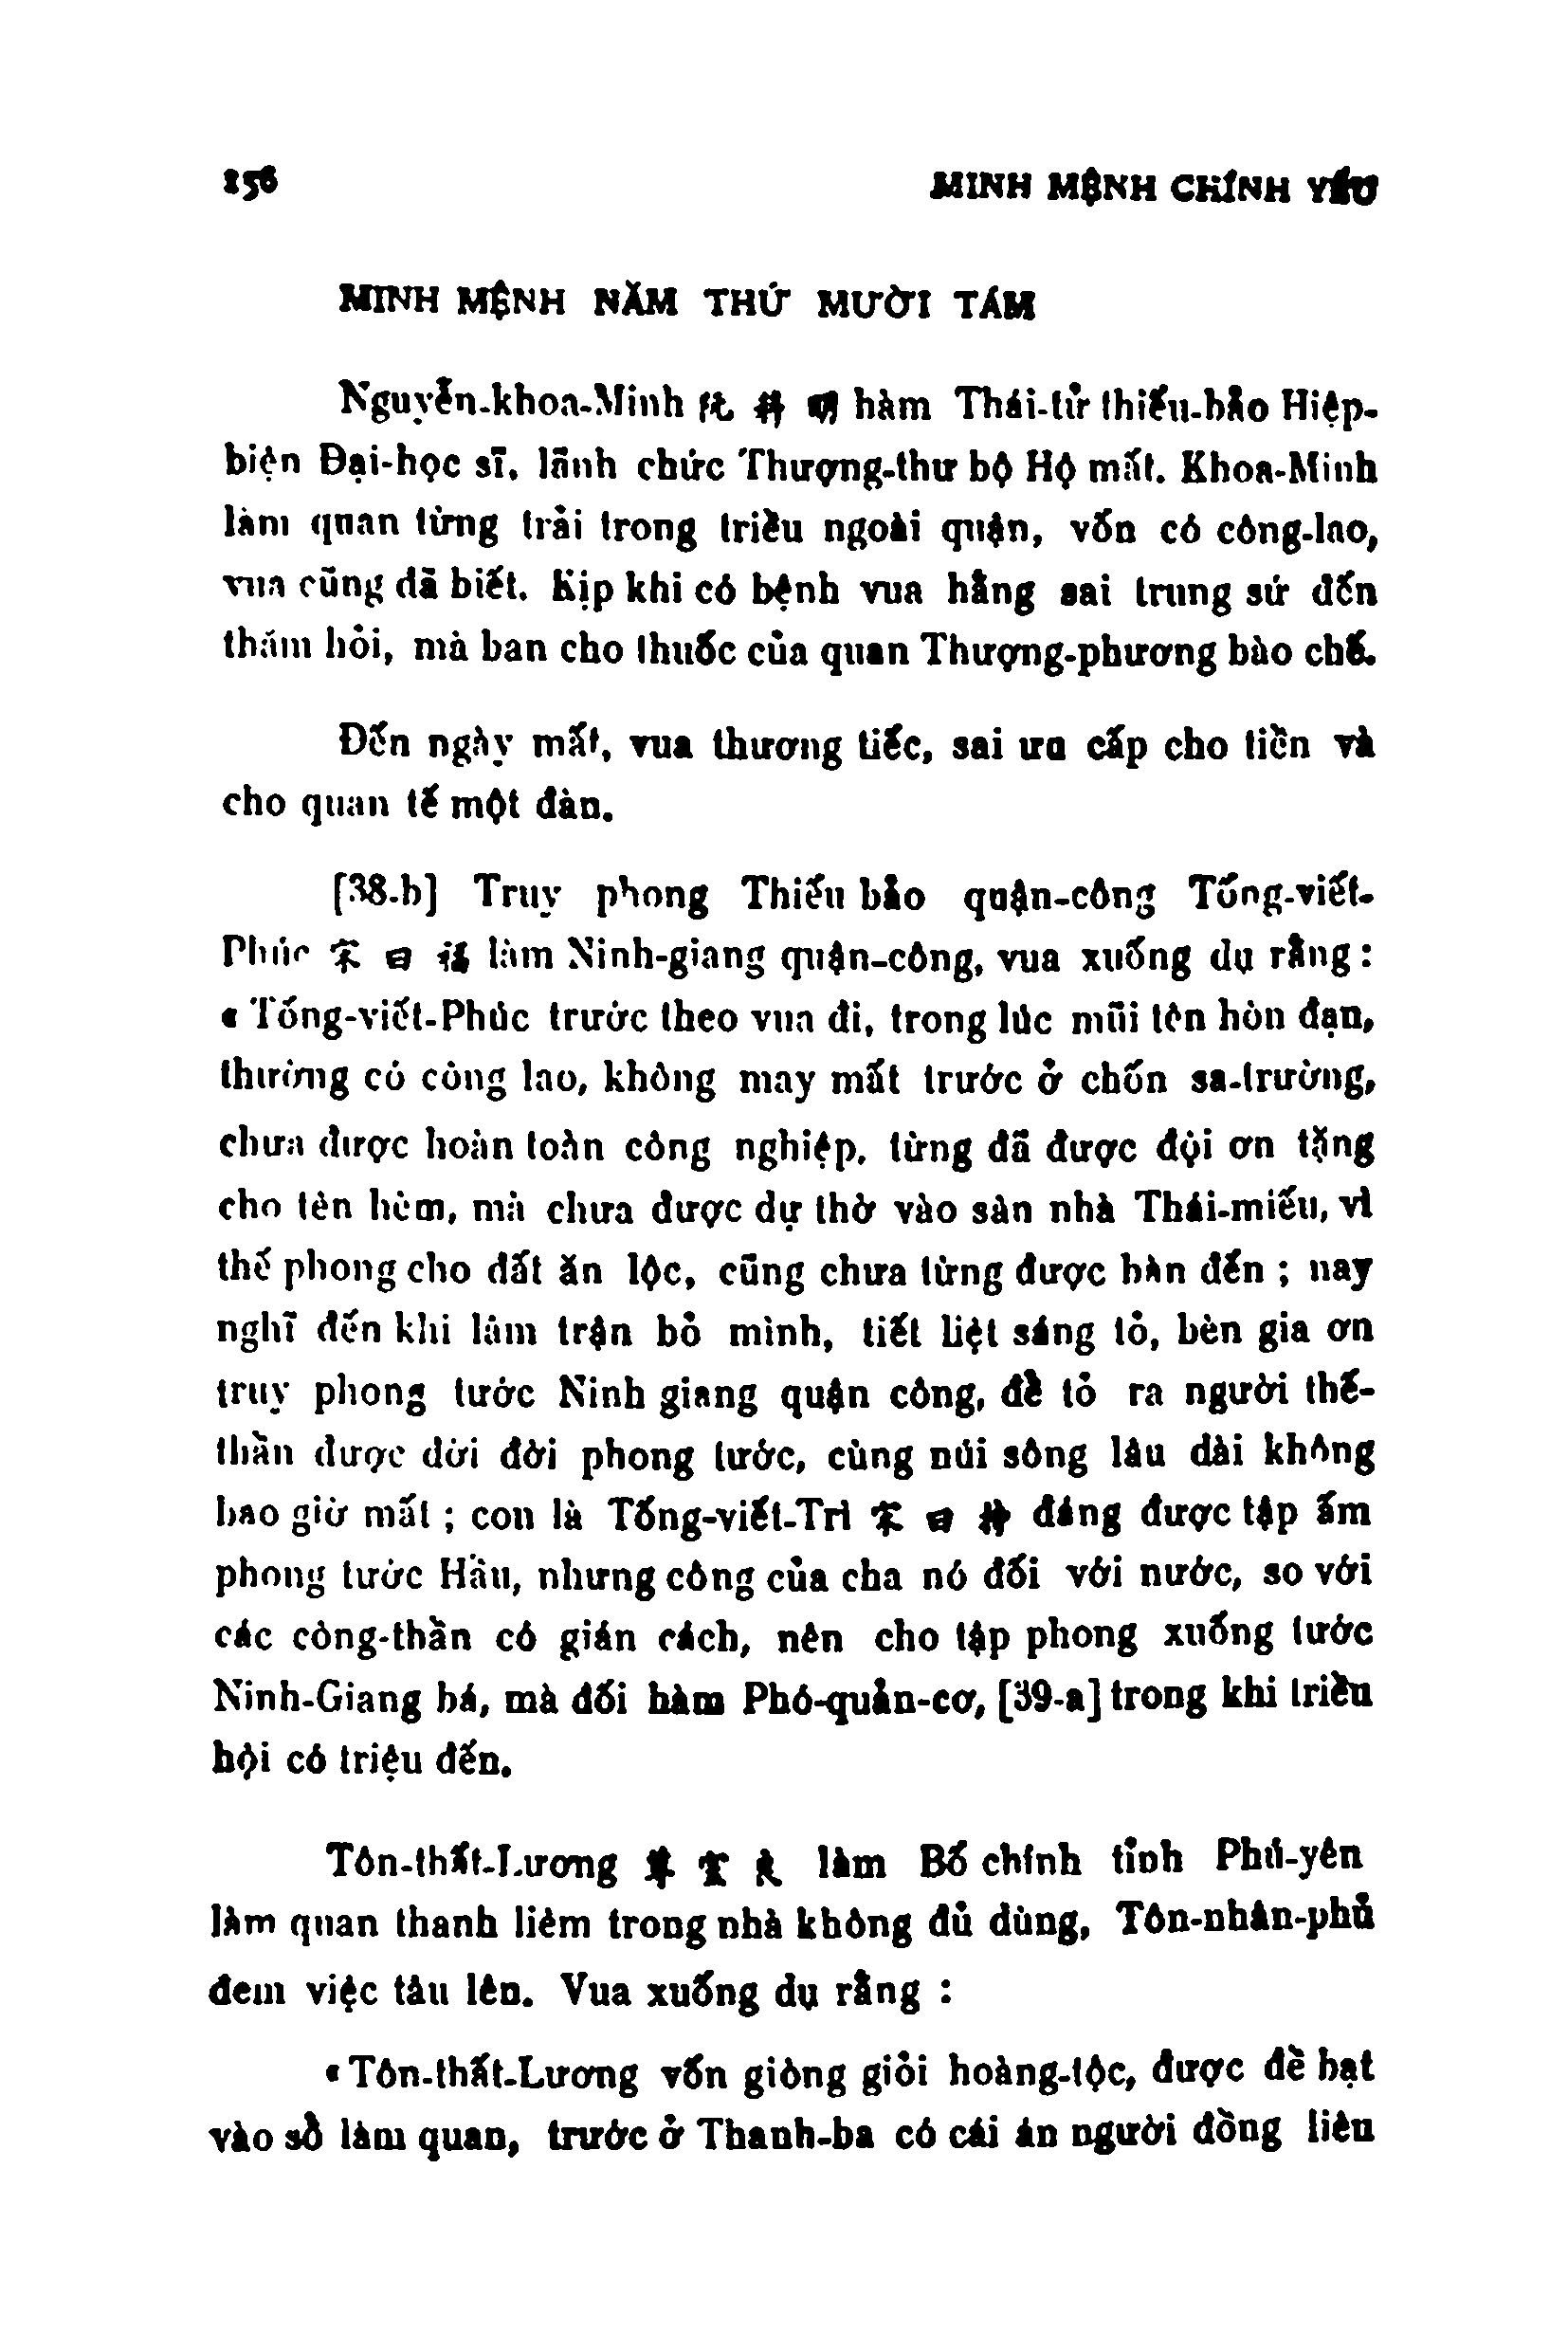 156 MINH MỆNH CHÍNH YẾU
MINH MỆNH NĂM THỨ MƯỜI TÁM
Nguyễn-khoa-Minh 阮 科 明 hàm Thái-tử thiếu-bảo Hiệp-
biện Đại-học sĩ, lãnh chức Thượng-thư bộ Hộ mất. Khoa-Minh
làm quan từng trải trong triều ngoài quận, vốn có công-lao,
vua cũng đã biết. Kịp khi có bệnh vua hằng sai trung sứ đến
thăm hỏi, mà ban cho thuốc của quan Thượng-phương bào chế.
Đến ngày mất, vua thương tiếc, sai ưu cấp cho tiền và
cho quan tế một đàn.
[38-b] Truy phong Thiếu bảo quận-công Tống-viết-
Phúc 宋 曰 福 làm Ninh-giang quận-công, vua xuống dụ rằng :
« Tống-viết-Phúc trước theo vua đi, trong lúc mũi tên hòn đạn,
thường có công lao, không may mất trước ở chốn sa-trường,
chưa được hoàn toàn công nghiệp, từng đã được đội ơn tặng
cho tên hèm, mà chưa được dự thờ vào sân nhà Thái-miếu, vì
thế phong cho đất ăn lộc, cũng chưa từng được bàn đến ; nay
nghĩ đến khi lâm trận bỏ mình, tiết liệt sáng tỏ, bèn gia ơn
truy phong tước Ninh giang quận công, để tỏ ra người thế-
thần được đời đời phong tước, cùng núi sông lâu dài không
bao giờ mất ; con là Tống-viết-Trì 宋 曰 持 đáng được tập ấm
phong tước Hầu, nhưng công của cha nó đối với nước, so với
các công-thần có gián cách, nên cho tập phong xuống tước
Ninh-Giang bá, mà đổi hàm Phó-quản-cơ, [39-a] trong khi triều
hội có triệu đến.
Tôn-thất-Lương 尊 室 良 làm Bố chính tỉnh Phú-yên
làm quan thanh liêm trong nhà không đủ dùng, Tôn-nhân-phủ
đem việc tâu lên. Vua xuống dụ rằng :
« Tôn-thất-Lương vốn giòng giỏi hoàng-tộc, được đề bạt
vào sổ làm quan, trước ở Thanh-ba có cái án người đồng liêu